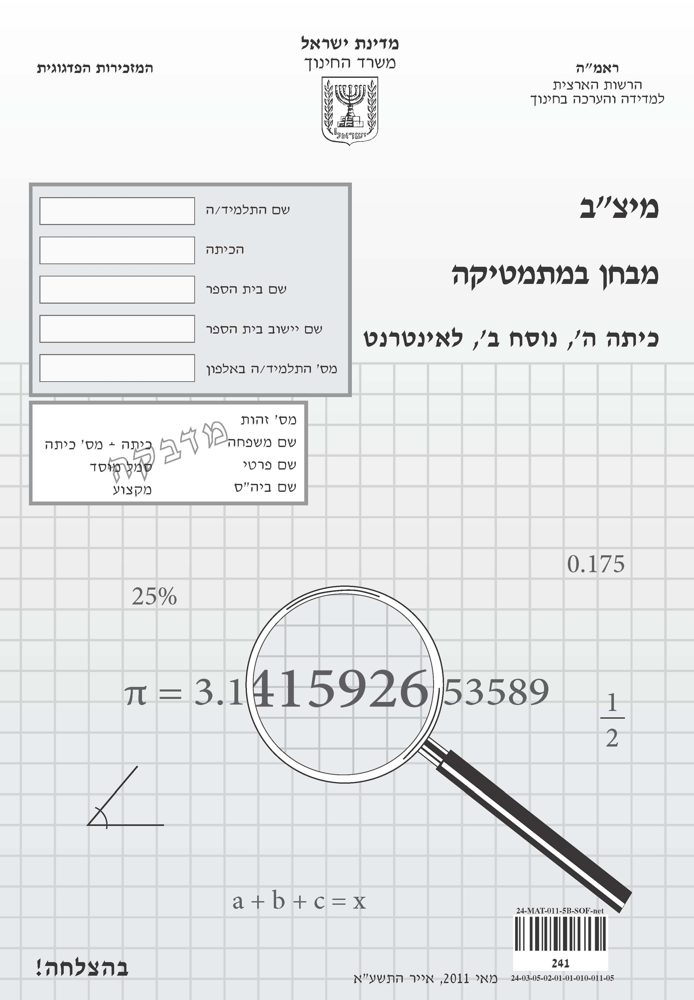 מדינת ישראל
משרד החינוך
ראמ"ה
הרשות הארצית
למדידה והערכה בחינוך
המזכירות הפדגוגית
ישראל
מיצ"ב
מבחן במתמטיקה
כיתה ה', נוסח ב', לאינטרנט
שם התלמיד/ה
הכיתה
שם בית הספר
שם יישוב בית הספר
מס' התלמיד/ה באלפון
מס' זהות
שם משפחה
כיתה - מס' כיתה
שם פרטי
סמל מוסד
שם ביה"ס
מקצוע
מדבקה
0.175
25%
π = 3.1415926 53589
1
2
a + b + c = x
24-MAT-011-5B-SOF-net
241
24-03-05-02-01-01-010-011-05
מאי 2011, אייר התשע"א
בהצלחה!